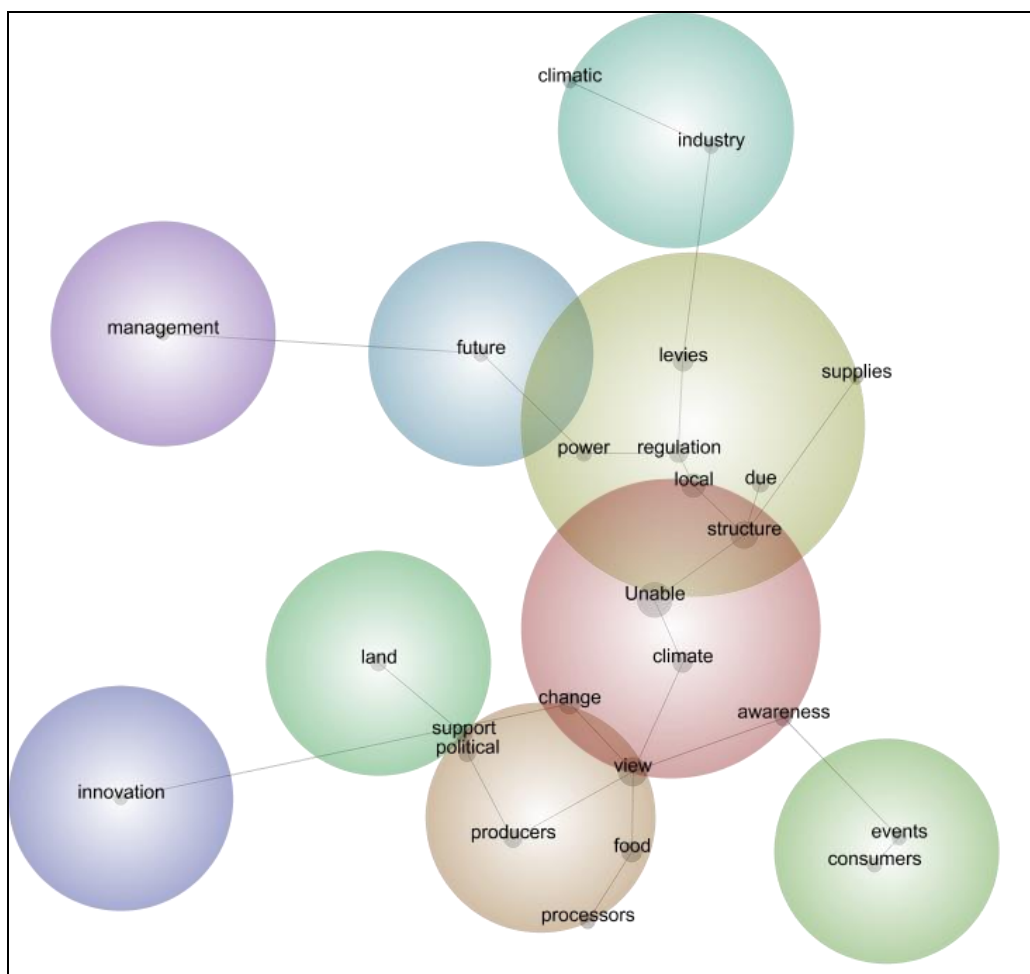 climatic
industry
management
future
levies
supplies
power
regulation
local
due
structure
Unable
land
climate
change
support
awareness
political
view
innovation
producers
food
events
consumers
processors